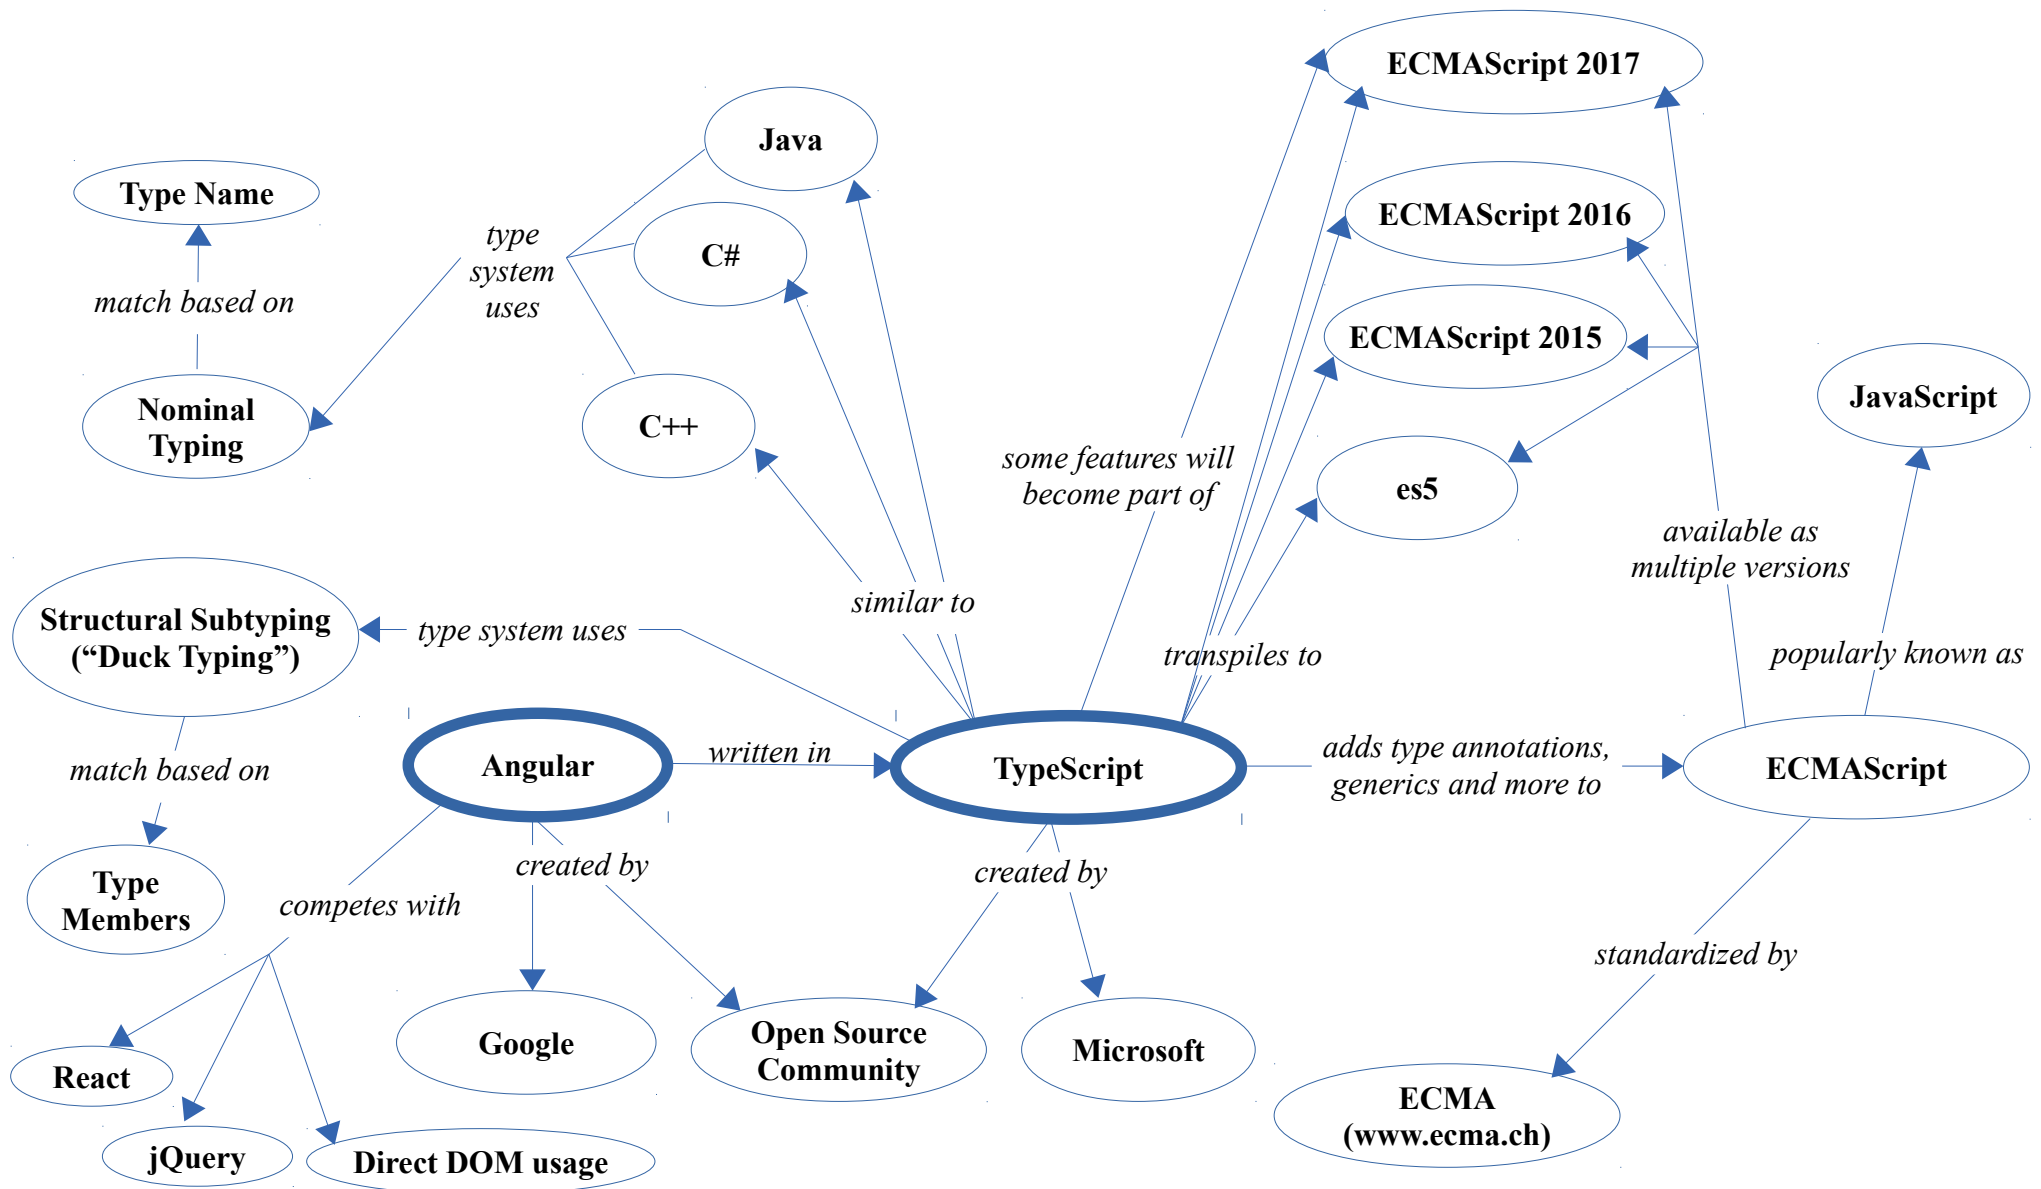 ECMAScript 2017
Java
Type Name
ECMAScript 2016
type
system
uses
C#
match based on
ECMAScript 2015
JavaScript
Nominal
Typing
C++
some features will
become part of
es5
available as
multiple versions
similar to
Structural Subtyping
(“Duck Typing”)
type system uses
transpiles to
popularly known as
match based on
Angular
written in
TypeScript
adds type annotations,
generics and more to
ECMAScript
created by
created by
Type
Members
competes with
standardized by
Google
Open Source
Community
Microsoft
React
ECMA
(www.ecma.ch)
jQuery
Direct DOM usage